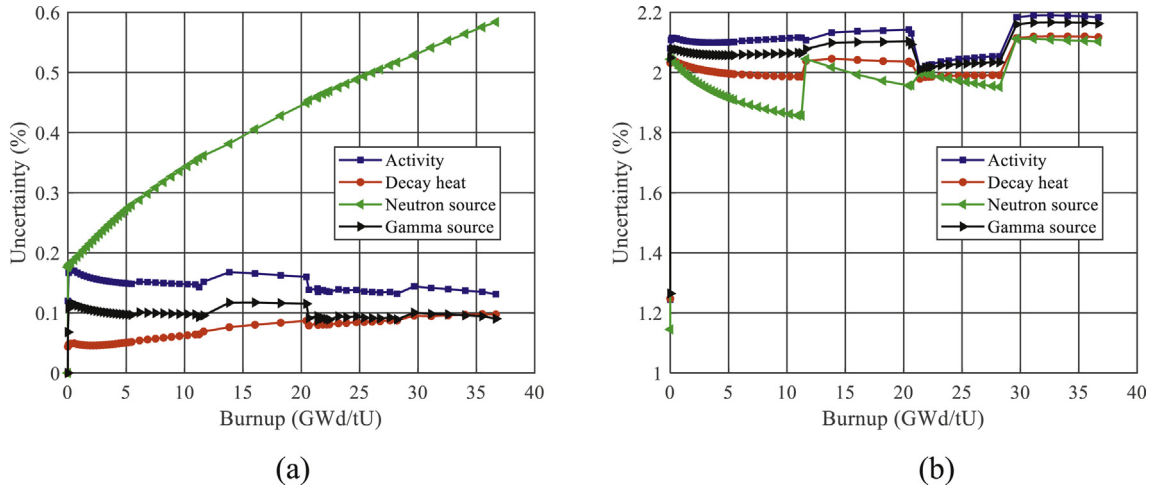 0.6
0.5
0.4
0.3
0.2
0.1
0
Uncertainty (%)
Activity
Decay heat
Neutron source
Gamma source
0 5 10 15 20 25 30 35 40
Burnup (GWd/tU)
(a)
2.2
2
1.8
1.6
1.4
1.2
1
Uncertainty (%)
Activity
Decay heat
Neutron source
Gamma source
0 5 10 15 20 25 30 35 40
Burnup (GWd/tU)
(b)